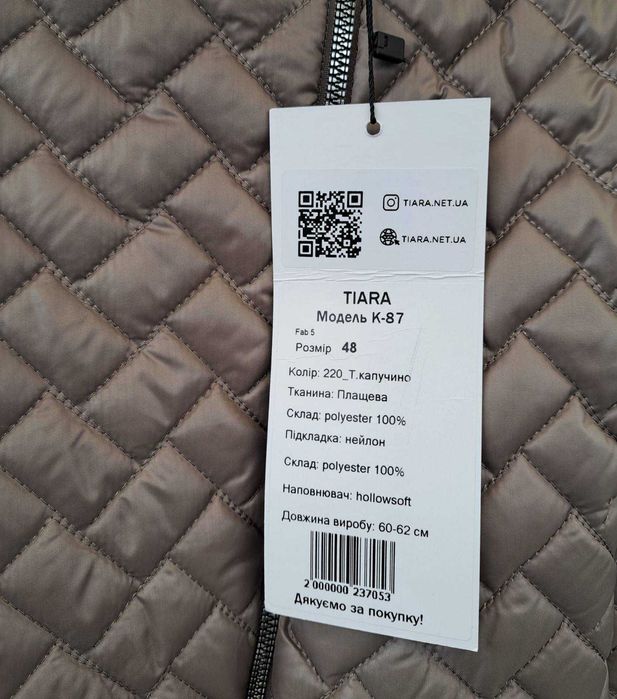 TIARA.NET.UA
TIARA.NET.UA
TIARA
Модель К-87
Fab 5
Розмір 48
Колір: 220_Т.капучино
Тканина: Плащева
Склад: polyester 100%
Підкладка: нейлон
Склад: polyester 100%
Наповнювач: hollowsoft
Довжина виробу: 60-62 см
2 000000 237053
Дякуємо за покупку!